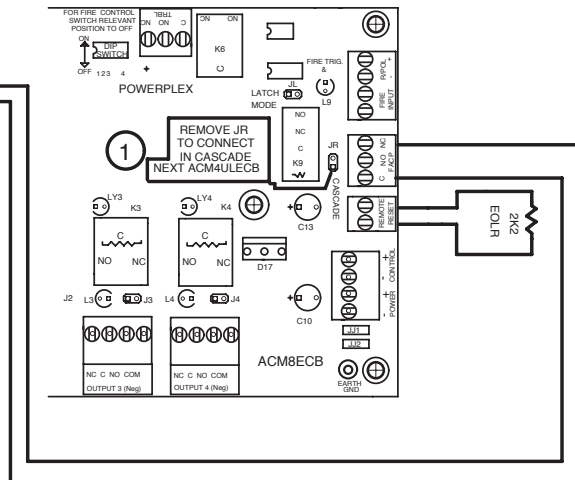 FOR FIRE CONTROL
SWITCH RELEVANT
POSITION TO OFF
ON
DIP
SWITCH
OFF 123 4
TRBL
NC NO C
+
POWERPLEX
NC NO
K6
C
LATCH
MODE
JL
FIRE TRIG.
&
L9
NO
NC
C
K9
JR
CASCADE
R/POL + -
FIRE
INPUT
C NO NC
FACP
REMOTE
RESET
2K2
EOLR
1
REMOVE JR
TO CONNECT
IN CASCADE
NEXT ACM4ULECB
LY3
K3
C
NO NC
LY4
K4
C
NO NC
+
C13
D17
+
C10
J2 L3 J3
L4 J4
NC C NO COM
OUTPUT 3 (Neg)
NC C NO COM
OUTPUT 4 (Neg)
- +
CONTROL
- +
POWER
JJ1
JJ2
ACM8ECB
EARTH
GND